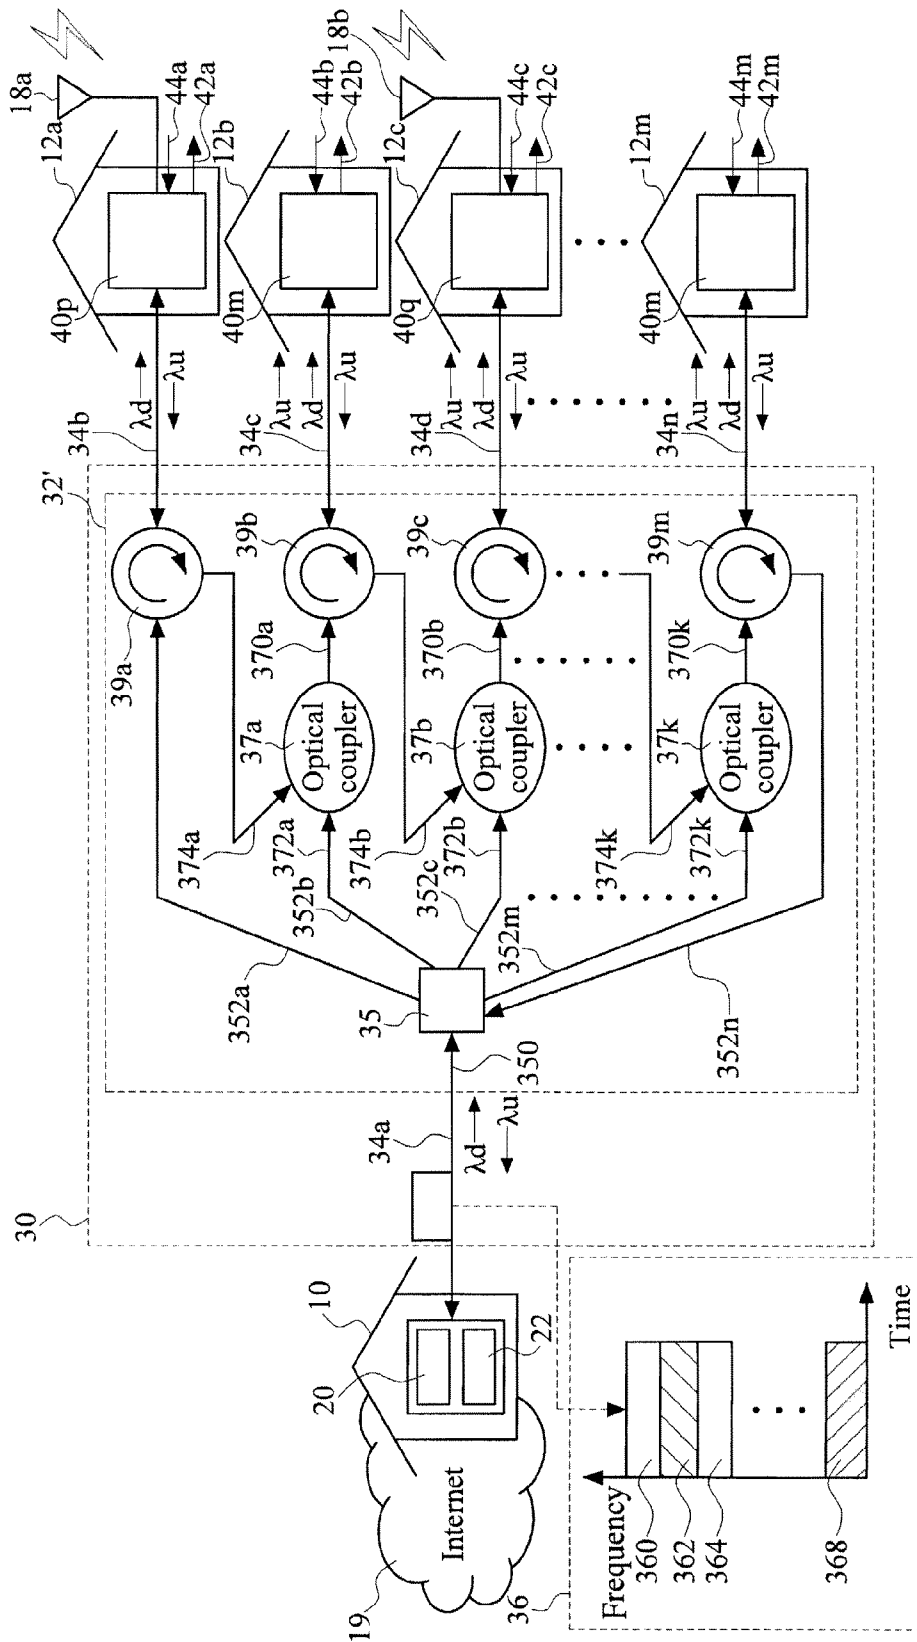 30
32'
19
Internet
10
20
22
34a
λd
λu
350
35
352a
352b
352c
352m
352n
39a
374a
372a
37a
Optical
coupler
370a
39b
374b
372b
37b
Optical
coupler
370b
39c
374k
372k
37k
Optical
coupler
370k
39m
34b
λd
λu
34c
λu
λd
λu
34d
λu
λd
λu
34n
λu
λd
λu
40p
12a
18a
44a
42a
40m
12b
44b
42b
40q
12c
18b
44c
42c
40m
12m
44m
42m
36
Frequency
360
362
364
368
Time